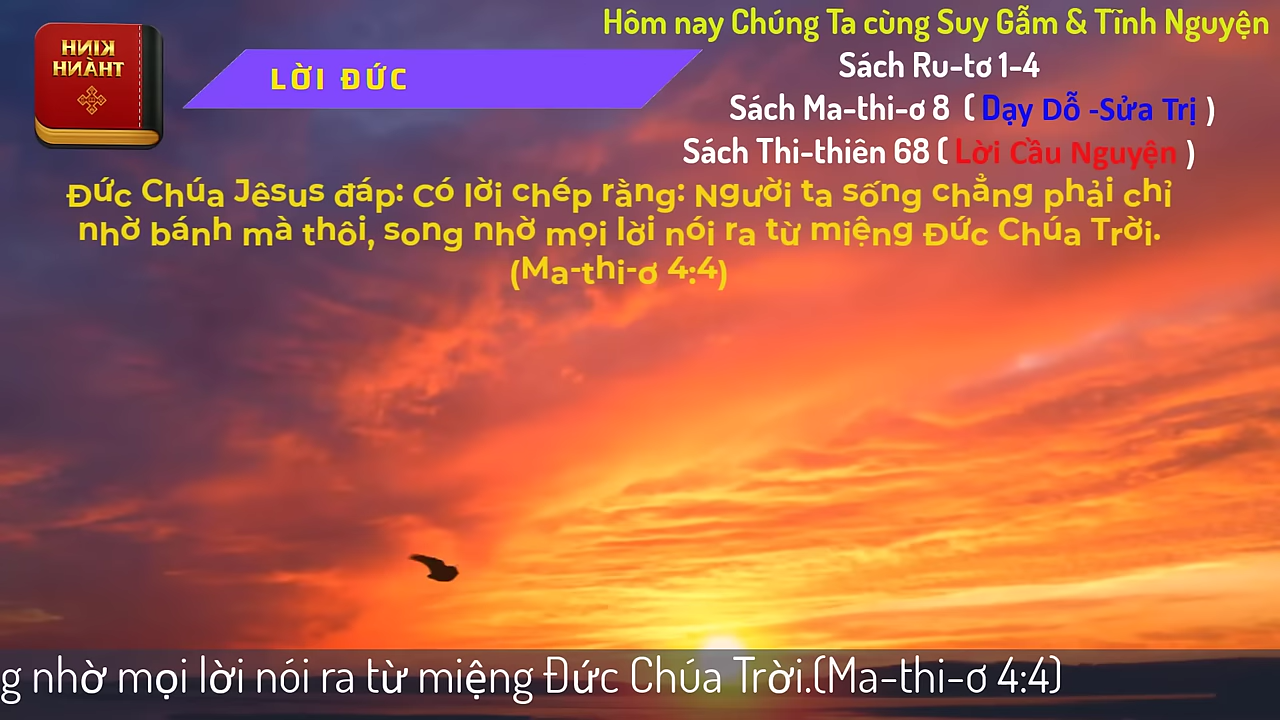 KINH
THÀNH
LỜI ĐỨC
Hôm nay Chúng Ta cùng Suy Gẫm & Tĩnh Nguyện
Sách Ru-tơ 1-4
Sách Ma-thi-ơ 8 ( Dạy Dỗ -Sửa Trị )
Sách Thi-thiên 68 ( Lời Cầu Nguyện )
Đức Chúa Jêsus đáp: Có lời chép rằng: Người ta sống chẳng phải chỉ
nhờ bánh mà thôi, song nhờ mọi lời nói ra từ miệng Đức Chúa Trời.
(Ma-thi-ơ 4:4)
g nhờ mọi lời nói ra từ miệng Đức Chúa Trời.(Ma-thi-ơ 4:4)